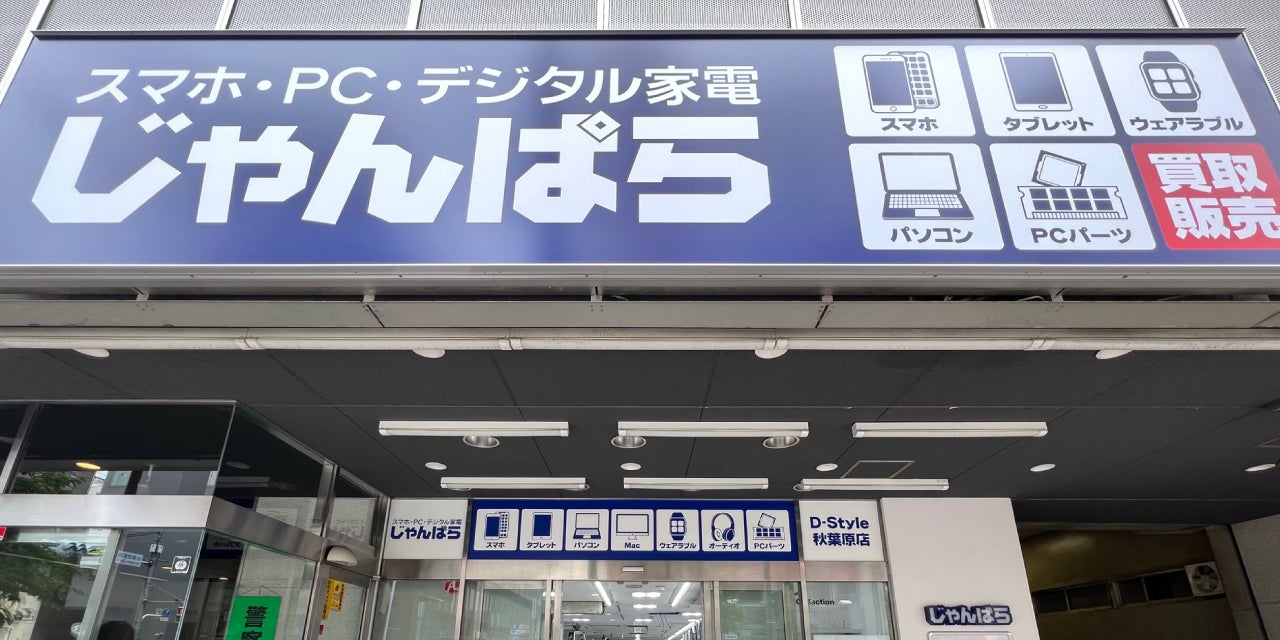 スマホ・PC・デジタル家電
じゃんぱら
スマホ
タブレット
ウェアラブル
パソコン
PCパーツ
買取
販売
スマホ・PC・デジタル家電
じゃんぱら
スマホ
タブレット
パソコン
Mac
ウェアラブル
オーディオ
PCパーツ
D-Style
秋葉原店
じゃんぱら
警